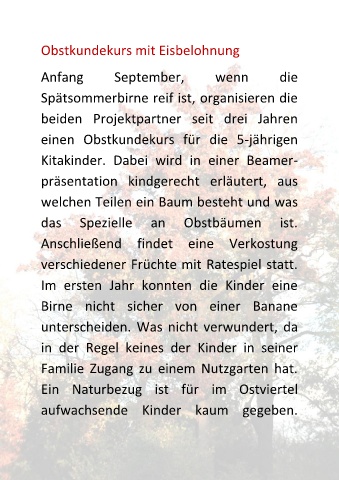 Obstkundekurs mit Eisbelohnung
Anfang September, wenn die
Spätsommerbirne reif ist, organisieren die
beiden Projektpartner seit drei Jahren
einen Obstkundekurs für die 5-jährigen
Kitakinder. Dabei wird in einer Beamer-
präsentation kindgerecht erläutert, aus
welchen Teilen ein Baum besteht und was
das Spezielle an Obstbäumen ist.
Anschließend findet eine Verkostung
verschiedener Früchte mit Ratespiel statt.
Im ersten Jahr konnten die Kinder eine
Birne nicht sicher von einer Banane
unterscheiden. Was nicht verwundert, da
in der Regel keines der Kinder in seiner
Familie Zugang zu einem Nutzgarten hat.
Ein Naturbezug ist für im Ostviertel
aufwachsende Kinder kaum gegeben.